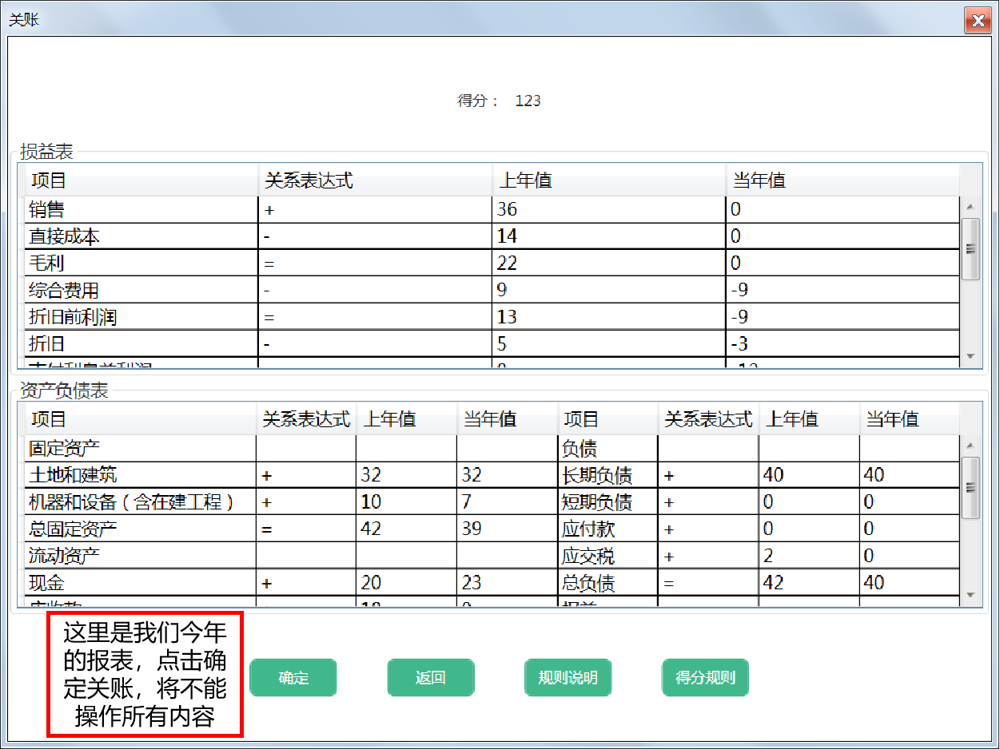 关账
得分： 123
损益表
项目 关系表达式 上年值 当年值
销售 + 36 0
直接成本 - 14 0
毛利 = 22 0
综合费用 - 9 -9
折旧前利润 = 13 -9
折旧 - 5 -3
资产负债表
项目 关系表达式 上年值 当年值 项目 关系表达式 上年值 当年值
固定资产 负债
土地和建筑 + 32 32 长期负债 + 40 40
机器和设备（含在建工程） + 10 7 短期负债 + 0 0
总固定资产 = 42 39 应付款 + 0 0
流动资产 应交税 + 2 0
现金 + 20 23 总负债 = 42 40
这里是我们今年
的报表，点击确
定关账，将不能
操作所有内容
确定 返回 规则说明 得分规则